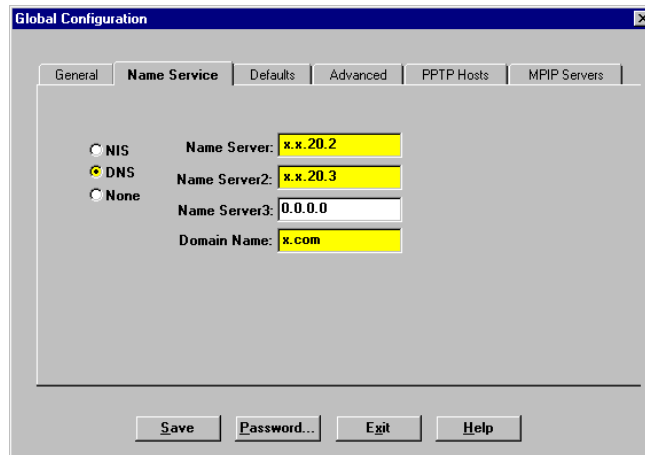 Global Configuration
General Name Service Defaults Advanced PPTP Hosts MPIP Servers
NIS
DNS
None
Name Server: x.x.20.2
Name Server2: x.x.20.3
Name Server3: 0.0.0.0
Domain Name: x.com
Save Password... Exit Help